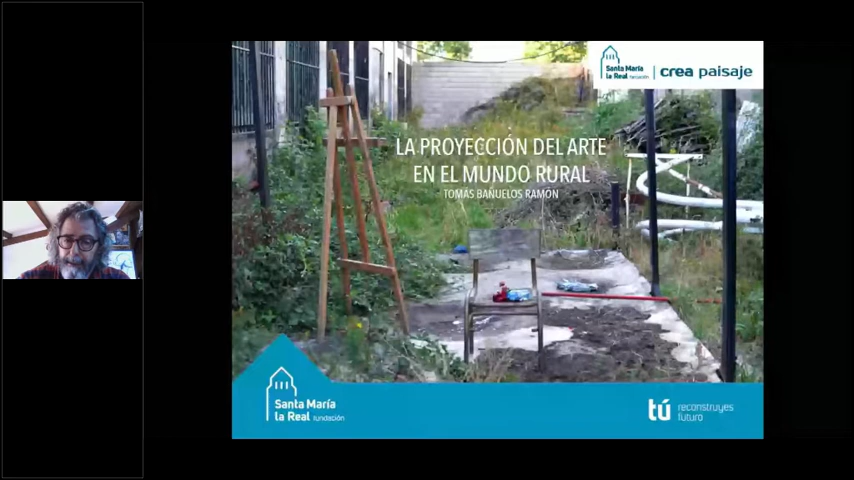 Santa María
la Real fundación
crea paisaje
LA PROYECCIÓN DEL ARTE
EN EL MUNDO RURAL
TOMÁS BAÑUELOS RAMÓN
Santa María
la Real fundación
tú reconstruyes
futuro